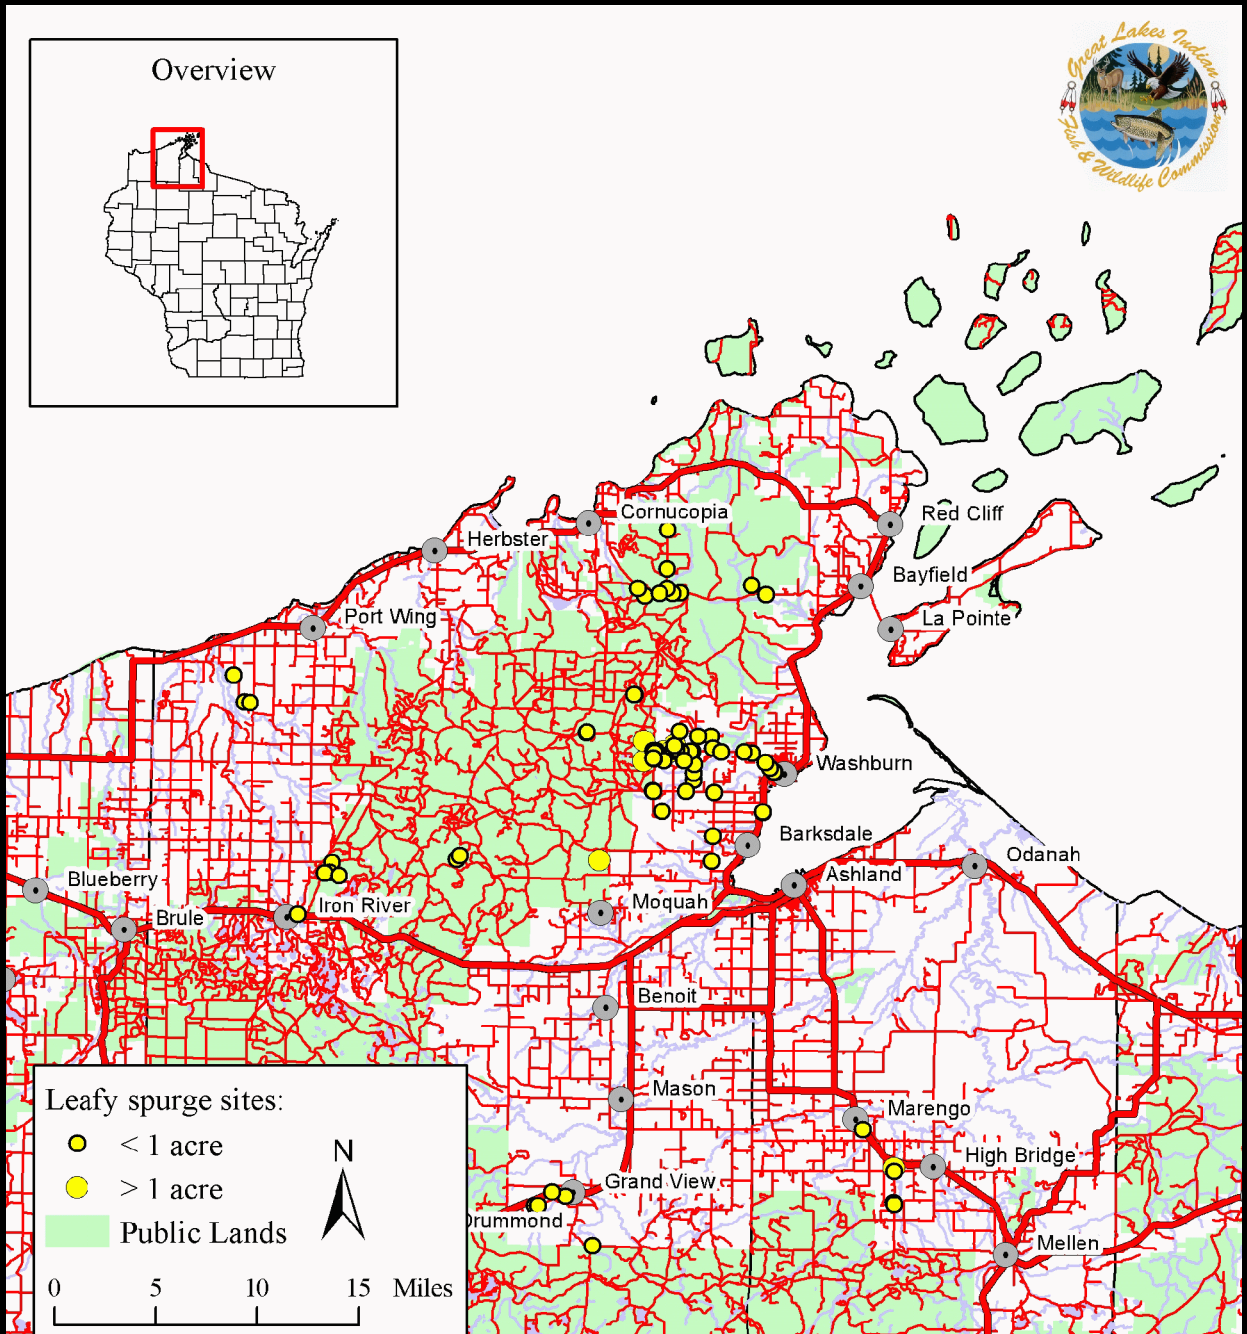 Overview
Great Lakes Indian
Fish & Wildlife Commission
Cornucopia
Red Cliff
Herbster
Bayfield
Port Wing
La Pointe
Washburn
Barksdale
Odanah
Blueberry
Ashland
Iron River
Moquah
Brule
Benoit
Mason
Marengo
High Bridge
Grand View
Drummond
Mellen
Leafy spurge sites:
< 1 acre
> 1 acre
Public Lands
N
0 5 10 15 Miles